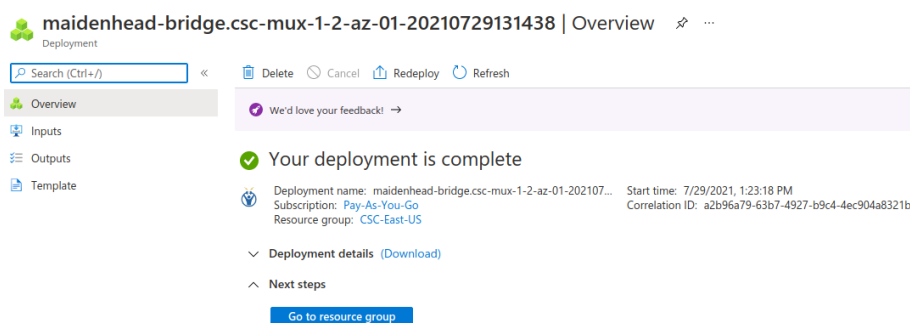 maidenhead-bridge.csc-mux-1-2-az-01-20210729131438 | Overview
Deployment
Search (Ctrl+/)
«
Delete Cancel Redeploy Refresh
Overview
Inputs
Outputs
Template
We'd love your feedback! →
Your deployment is complete
Deployment name: maidenhead-bridge.csc-mux-1-2-az-01-202107... Start time: 7/29/2021, 1:23:18 PM
Subscription: Pay-As-You-Go Correlation ID: a2b96a79-63b7-4927-b9c4-4ec904a8321b
Resource group: CSC-East-US
Deployment details (Download)
Next steps
Go to resource group